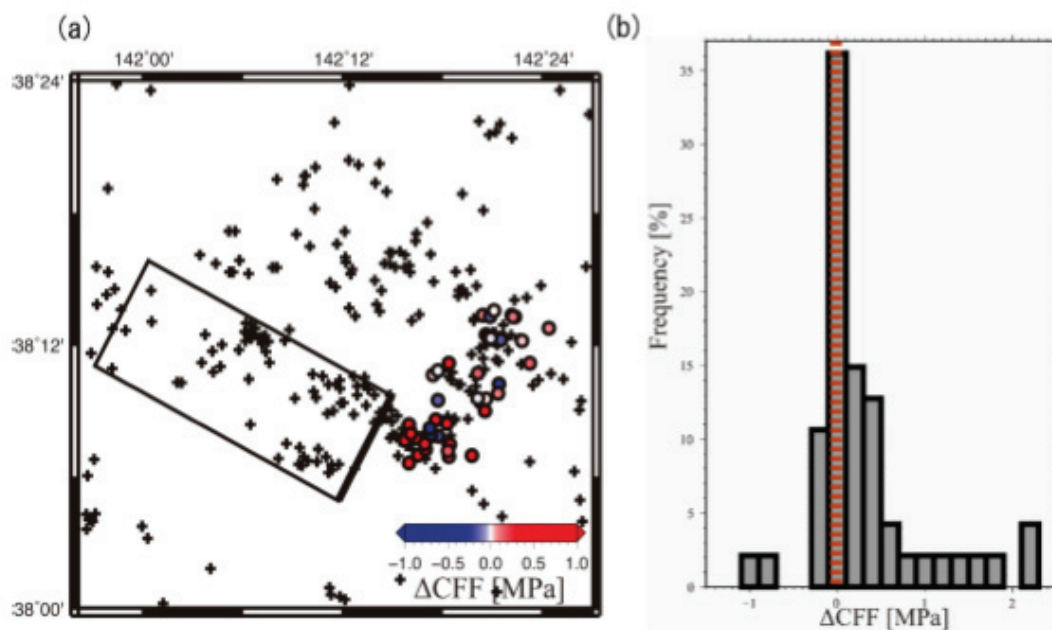 (a)
142°00' 142°12' 142°24'
38°24'
38°12'
38°00'
−1.0 −0.5 0.0 0.5 1.0
ΔCFF [MPa]
(b)
Frequency [%]
35
30
25
20
15
10
5
0
−1 0 1 2
ΔCFF [MPa]